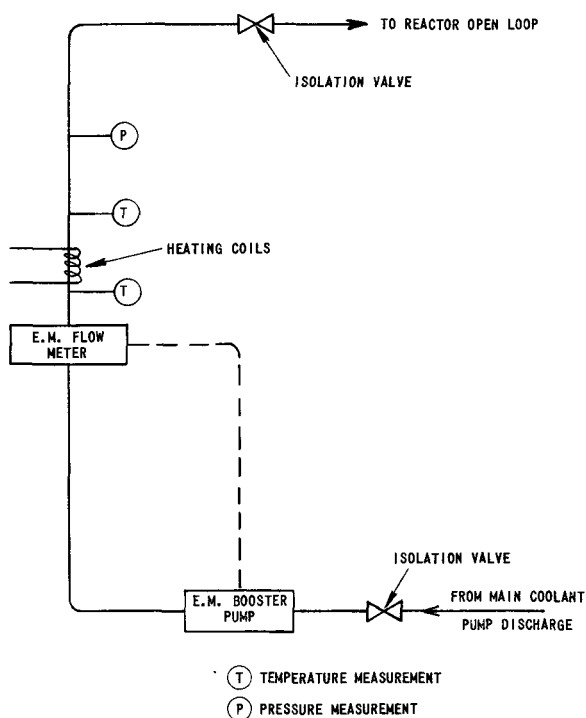 TO REACTOR OPEN LOOP
ISOLATION VALVE
P
T
HEATING COILS
T
E.M. FLOW
METER
ISOLATION VALVE
E.M. BOOSTER
PUMP
FROM MAIN COOLANT
PUMP DISCHARGE
T TEMPERATURE MEASUREMENT
P PRESSURE MEASUREMENT